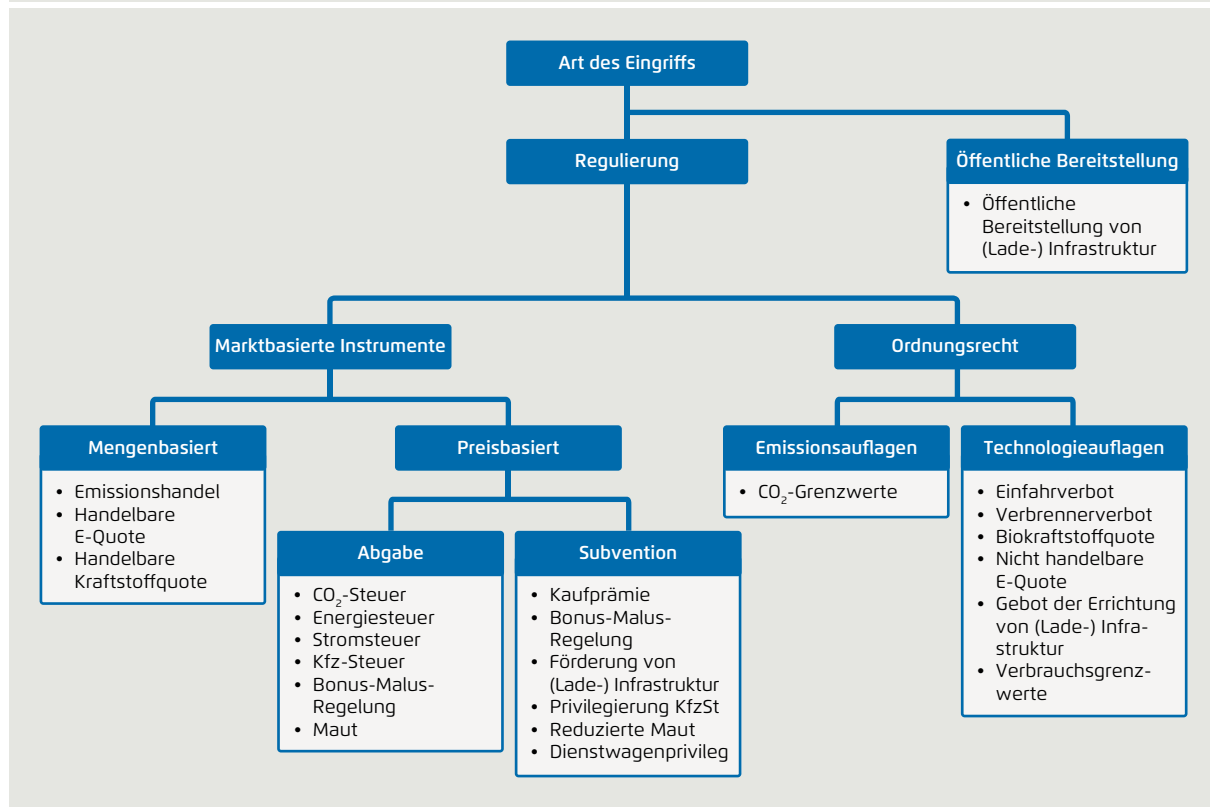 Art des Eingriffs
Regulierung
Öffentliche Bereitstellung
• Öffentliche
Bereitstellung von
(Lade-) Infrastruktur
Marktbasierte Instrumente
Ordnungsrecht
Mengenbasiert
• Emissionshandel
• Handelbare
E-Quote
• Handelbare
Kraftstoffquote
Preisbasiert
Abgabe
• CO₂-Steuer
• Energiesteuer
• Stromsteuer
• Kfz-Steuer
• Bonus-Malus-
Regelung
• Maut
Subvention
• Kaufprämie
• Bonus-Malus-
Regelung
• Förderung von
(Lade-) Infrastruktur
• Privilegierung KfzSt
• Reduzierte Maut
• Dienstwagenprivileg
Emissionsauflagen
• CO₂-Grenzwerte
Technologieauflagen
• Einfahrverbot
• Verbrennerverbot
• Biokraftstoffquote
• Nicht handelbare
E-Quote
• Gebot der Errichtung
von (Lade-) Infra-
struktur
• Verbrauchsgrenz-
werte